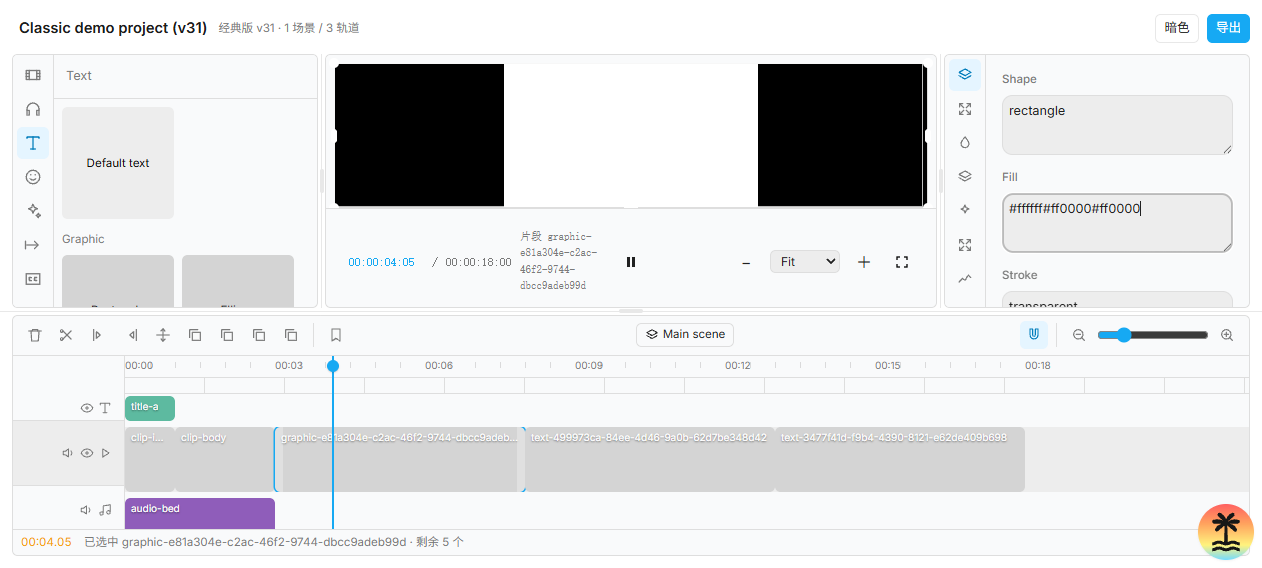 Classic demo project (v31) 经典版 v31 · 1 场景 / 3 轨道 暗色 导出
Text
Default text
Graphic
片段 graphic-
e81a304e-c2ac-
46f2-9744-
dbcc9adeb99d
00:00:04:05 / 00:00:18:00
Fit
Shape
rectangle
Fill
#ffffff#ff0000#ff0000
Stroke
transparent
Main scene
00:00 00:03 00:06 00:09 00:12 00:15 00:18
title-a
clip-i... clip-body graphic-e81a304e-c2ac-46f2-9744-dbcc9adeb... text-499973ca-84ee-4d46-9a0b-62d7be348d42 text-3477f41d-f9b4-4390-8121-e62de409b698
audio-bed
00:04.05 已选中 graphic-e81a304e-c2ac-46f2-9744-dbcc9adeb99d · 剩余 5 个